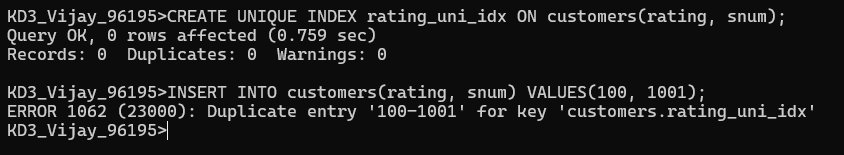 KD3_Vijay_96195>CREATE UNIQUE INDEX rating_uni_idx ON customers(rating, snum);
Query OK, 0 rows affected (0.759 sec)
Records: 0  Duplicates: 0  Warnings: 0

KD3_Vijay_96195>INSERT INTO customers(rating, snum) VALUES(100, 1001);
ERROR 1062 (23000): Duplicate entry '100-1001' for key 'customers.rating_uni_idx'
KD3_Vijay_96195>